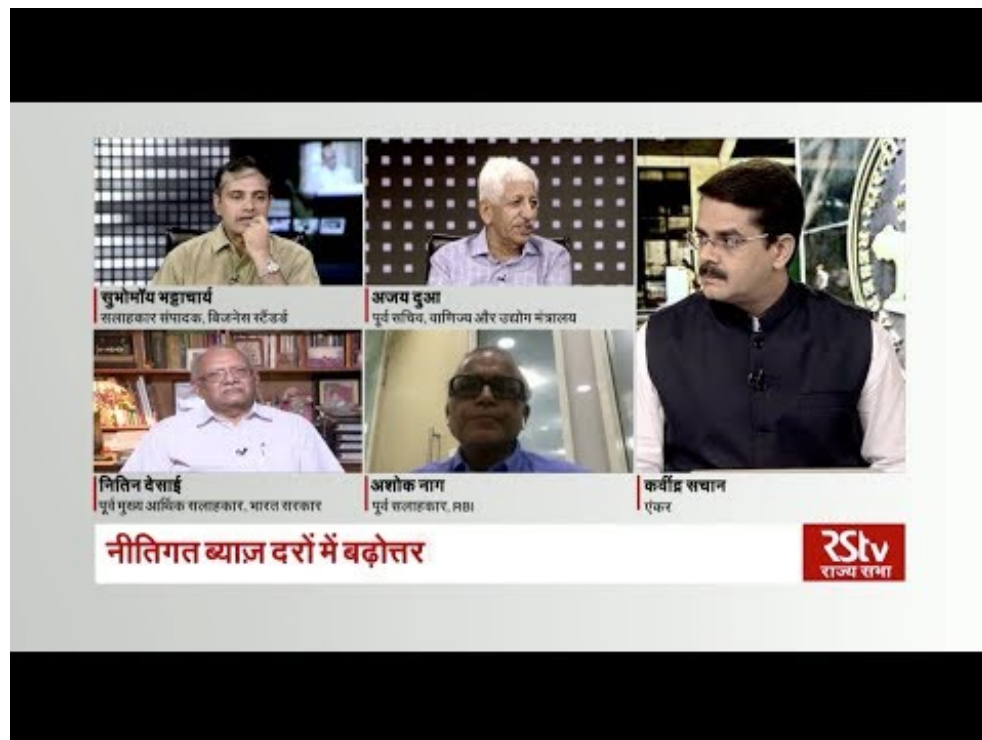 सुभोमॉय भट्टाचार्य
सलाहकार संपादक, बिजनेस स्टैंडर्ड
अजय दुआ
पूर्व सचिव, वाणिज्य और उद्योग मंत्रालय
नितिन देसाई
पूर्व मुख्य आर्थिक सलाहकार, भारत सरकार
अशोक नाग
पूर्व सलाहकार, RBI
कवींद्र सचान
एंकर
नीतिगत ब्याज़ दरों में बढ़ोत्तर
RStv
राज्य सभा